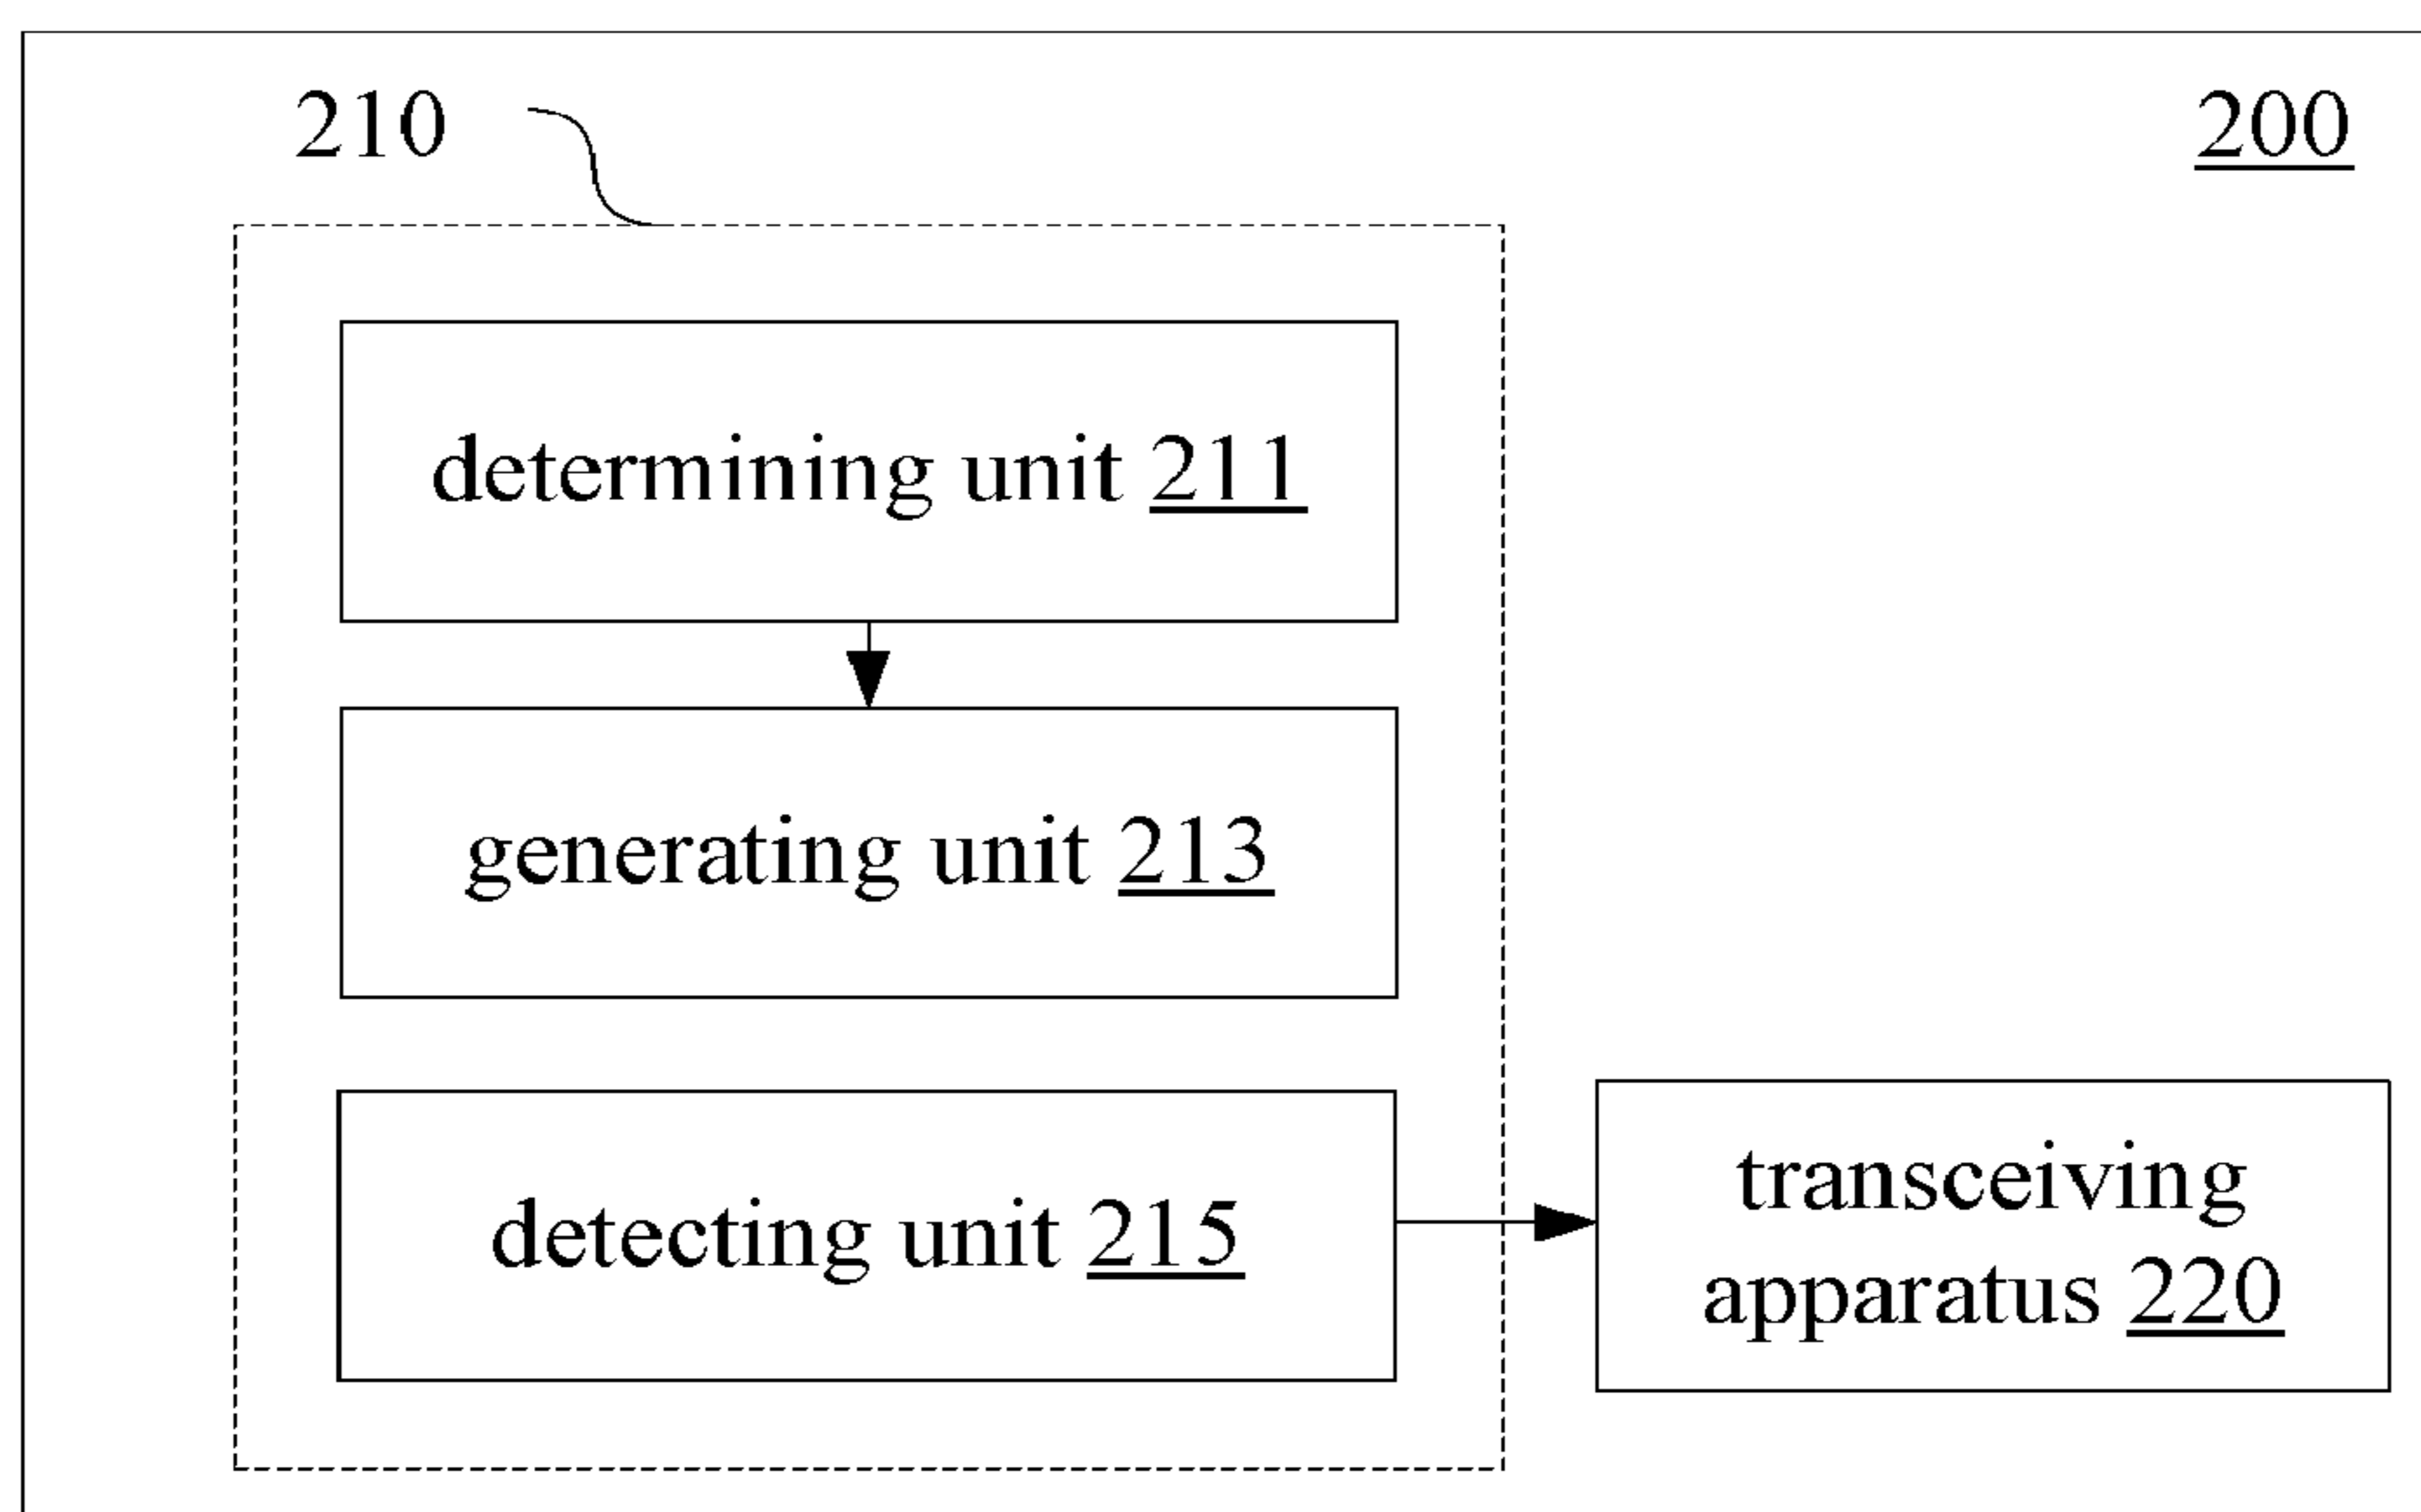 210
200
determining unit 211
generating unit 213
detecting unit 215
transceiving
apparatus 220